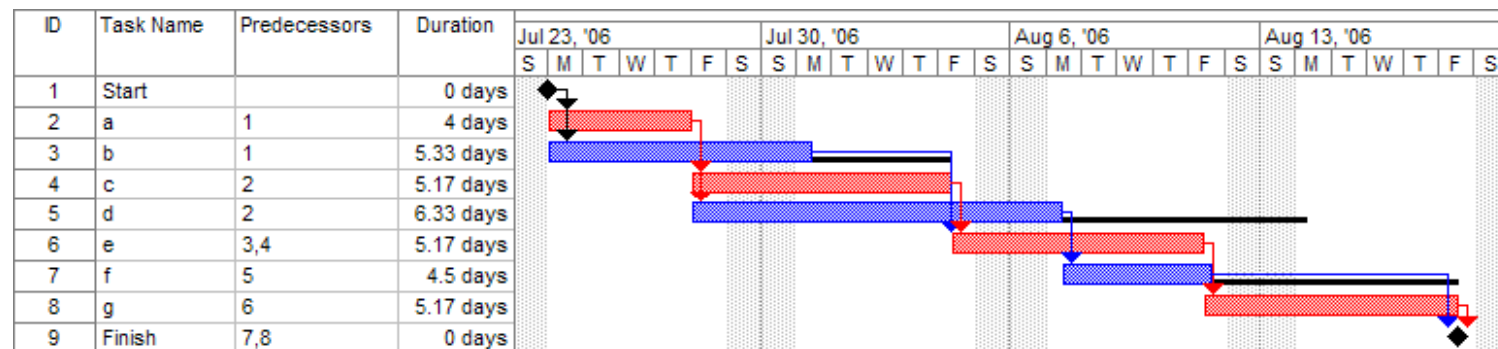 ID Task Name Predecessors Duration
Jul 23, '06 Jul 30, '06 Aug 6, '06 Aug 13, '06
S M T W T F S S M T W T F S S M T W T F S S M T W T F S
1 Start 0 days
2 a 1 4 days
3 b 1 5.33 days
4 c 2 5.17 days
5 d 2 6.33 days
6 e 3,4 5.17 days
7 f 5 4.5 days
8 g 6 5.17 days
9 Finish 7,8 0 days